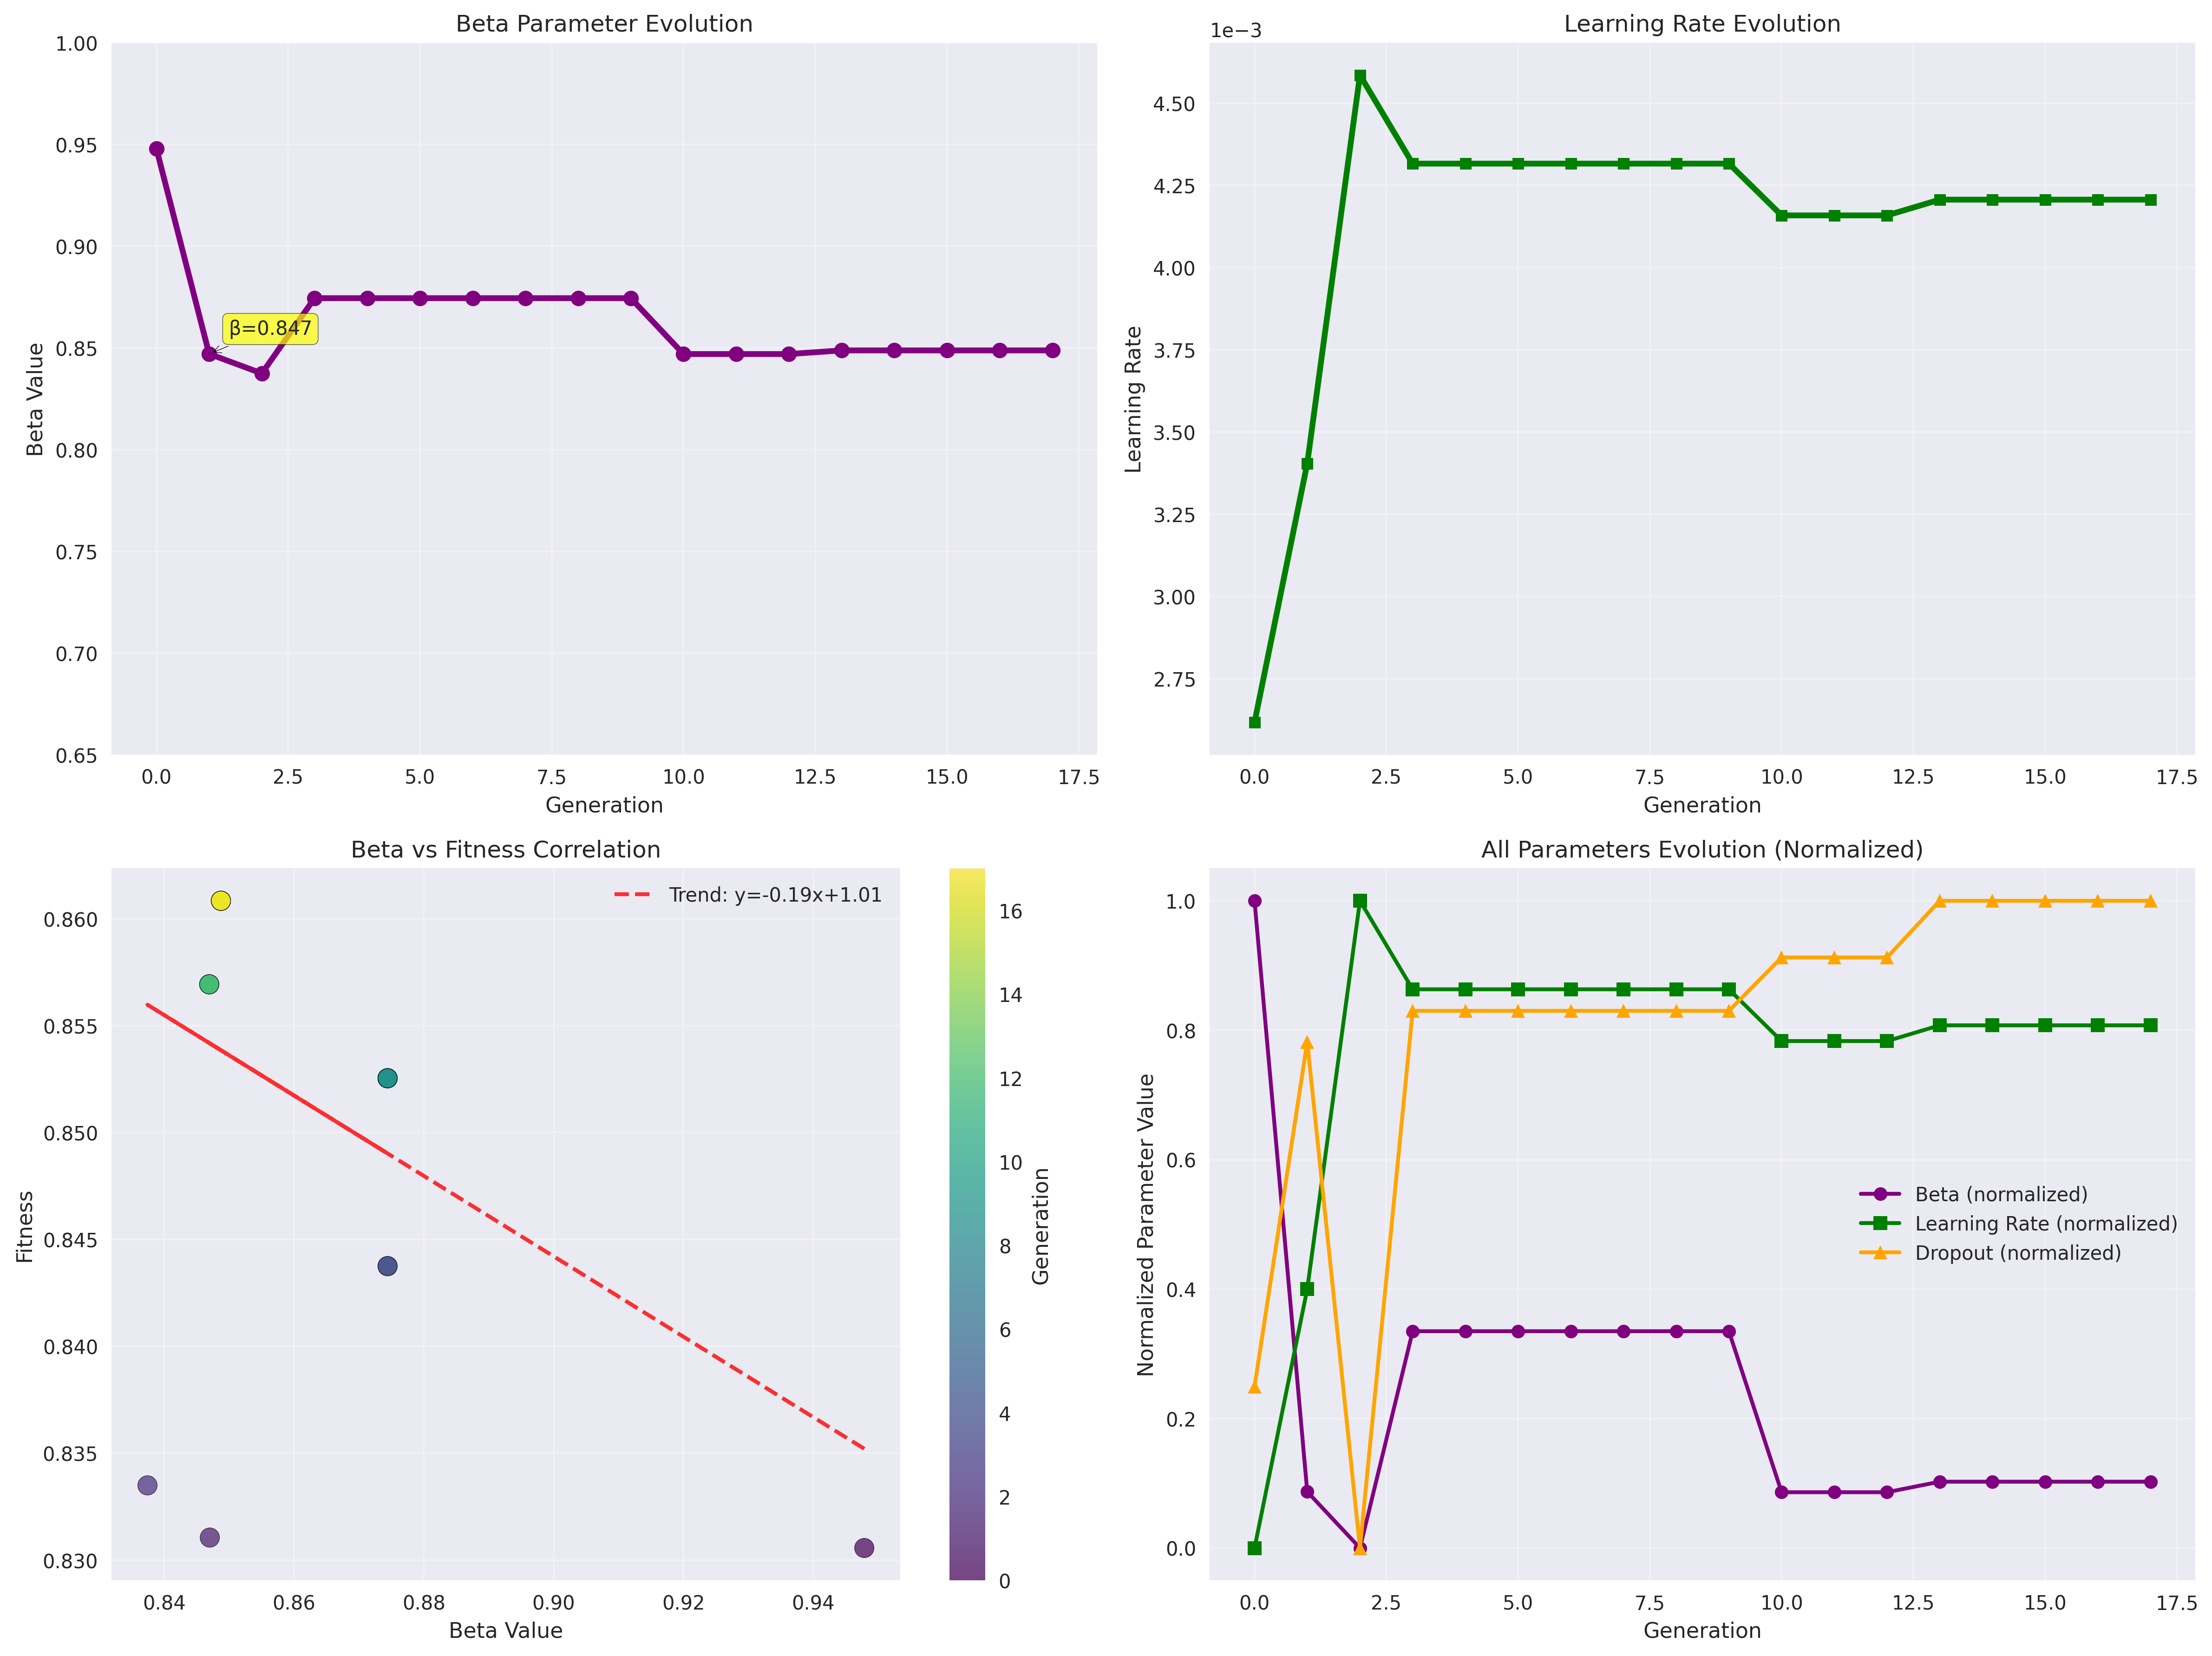 Beta Parameter Evolution
1.00
0.95
0.90
0.85
0.80
0.75
0.70
0.65
Beta Value
β=0.847
0.0 2.5 5.0 7.5 10.0 12.5 15.0 17.5
Generation
Learning Rate Evolution
1e−3
4.50
4.25
4.00
3.75
3.50
3.25
3.00
2.75
Learning Rate
0.0 2.5 5.0 7.5 10.0 12.5 15.0 17.5
Generation
Beta vs Fitness Correlation
Trend: y=-0.19x+1.01
0.860
0.855
0.850
0.845
0.840
0.835
0.830
Fitness
0.84 0.86 0.88 0.90 0.92 0.94
Beta Value
16
14
12
10
8
6
4
2
0
Generation
All Parameters Evolution (Normalized)
1.0
0.8
0.6
0.4
0.2
0.0
Normalized Parameter Value
Beta (normalized)
Learning Rate (normalized)
Dropout (normalized)
0.0 2.5 5.0 7.5 10.0 12.5 15.0 17.5
Generation